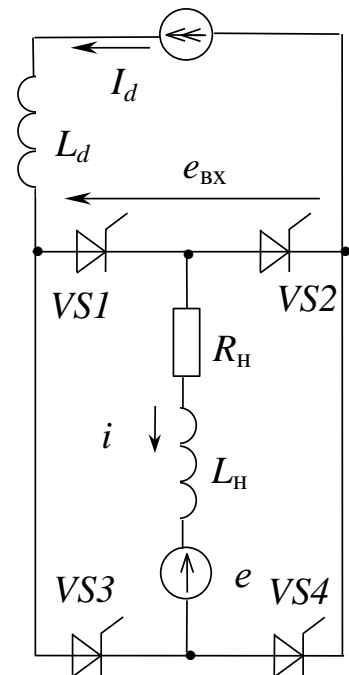 I_d
L_d
e_вх
VS1
VS2
R_н
i
L_н
VS3
e
VS4